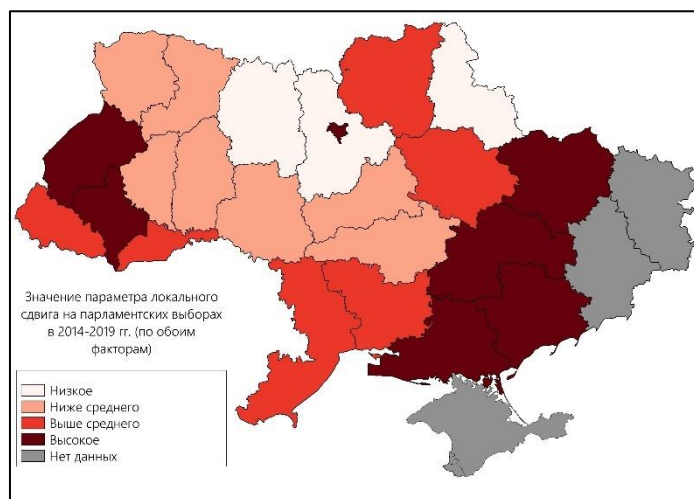 Значение параметра локального
сдвига на парламентских выборах
в 2014-2019 гг. (по обоим
факторам)
Низкое
Ниже среднего
Выше среднего
Высокое
Нет данных